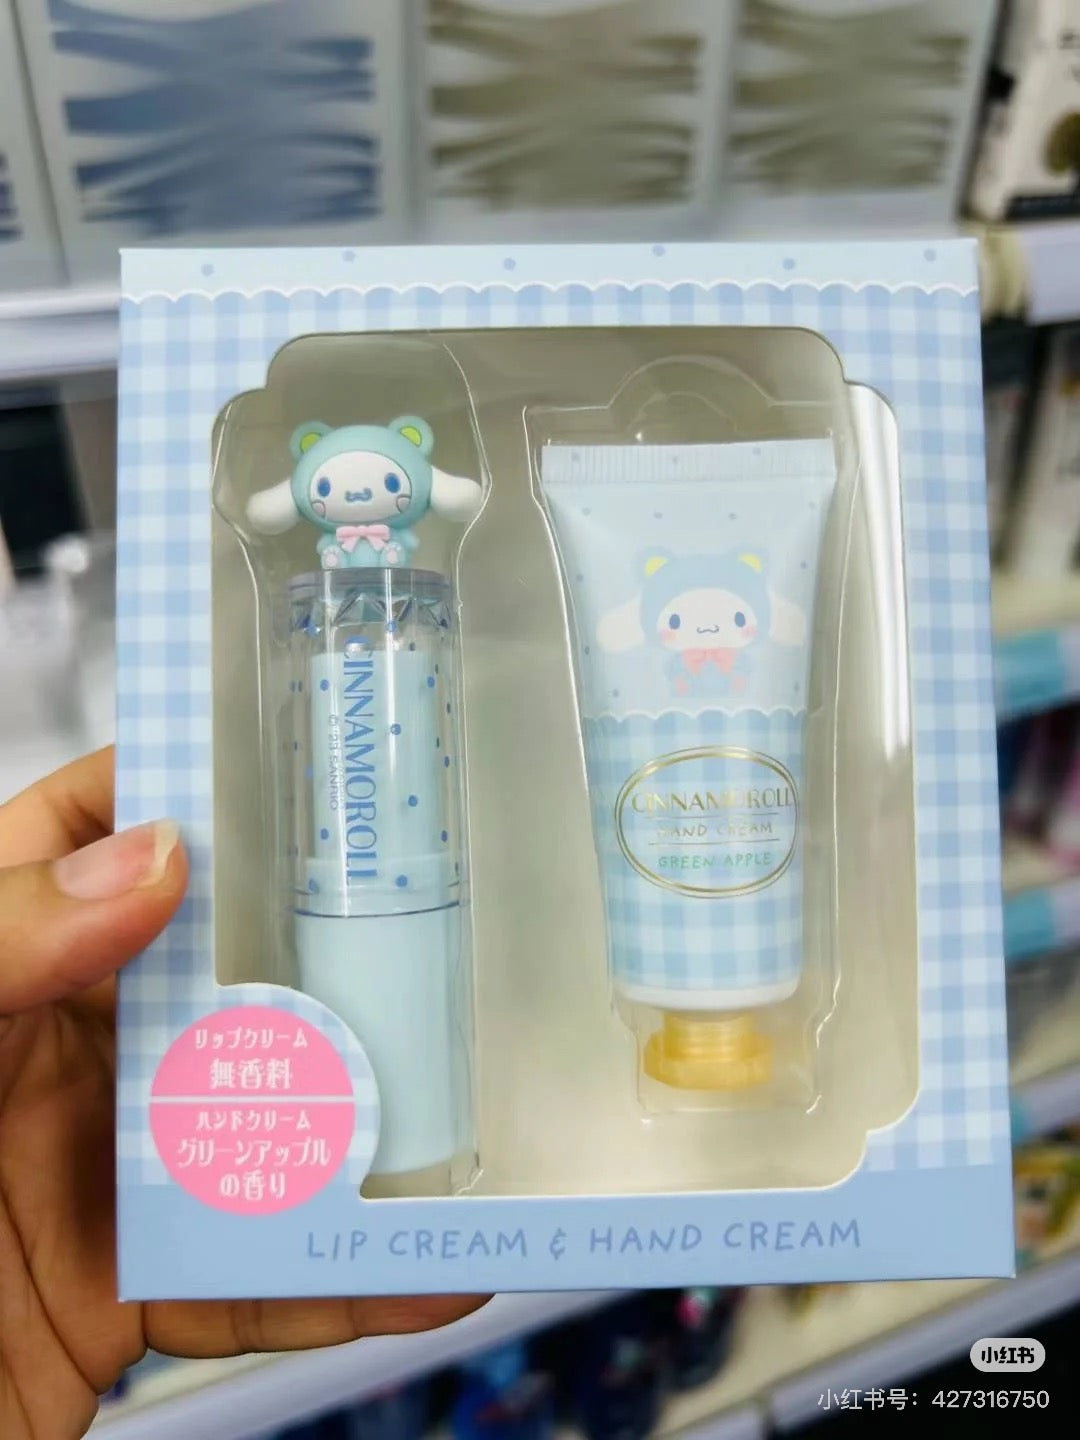 CINNAMOROLL
CINNAMOROLL
HAND CREAM
GREEN APPLE
リップクリーム
無香料
ハンドクリーム
グリーンアップル
の香り
LIP CREAM & HAND CREAM
小红书
小红书号：427316750